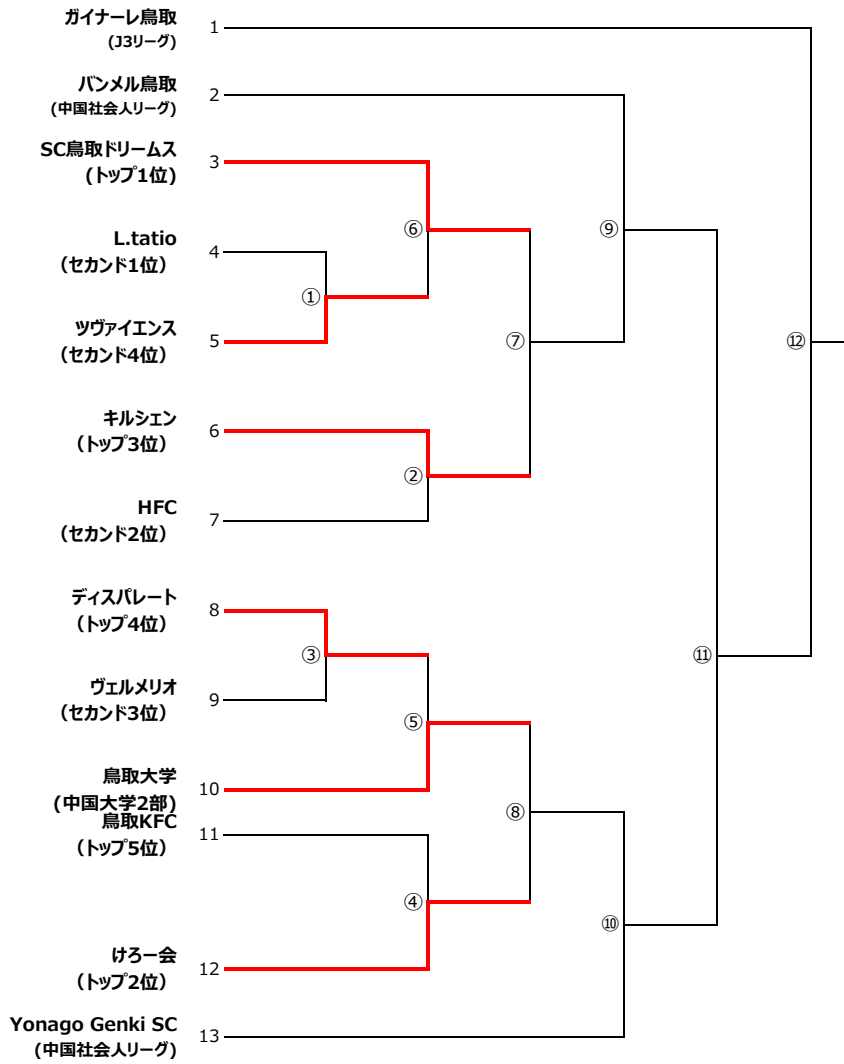 ガイナーレ鳥取
(J3リーグ)
1
バンメル鳥取
(中国社会人リーグ)
2
SC鳥取ドリームス
(トップ1位)
3
⑥
⑨
L.tatio
（セカンド1位）
4
①
ツヴァイエンス
（セカンド4位）
5
⑦
⑫
キルシェン
（トップ3位）
6
②
HFC
（セカンド2位）
7
ディスパレート
（トップ4位）
8
③
⑪
ヴェルメリオ
（セカンド3位）
9
⑤
鳥取大学
(中国大学2部)
10
鳥取KFC
（トップ5位）
11
⑧
④
⑩
けろー会
（トップ2位）
12
Yonago Genki SC
(中国社会人リーグ)
13